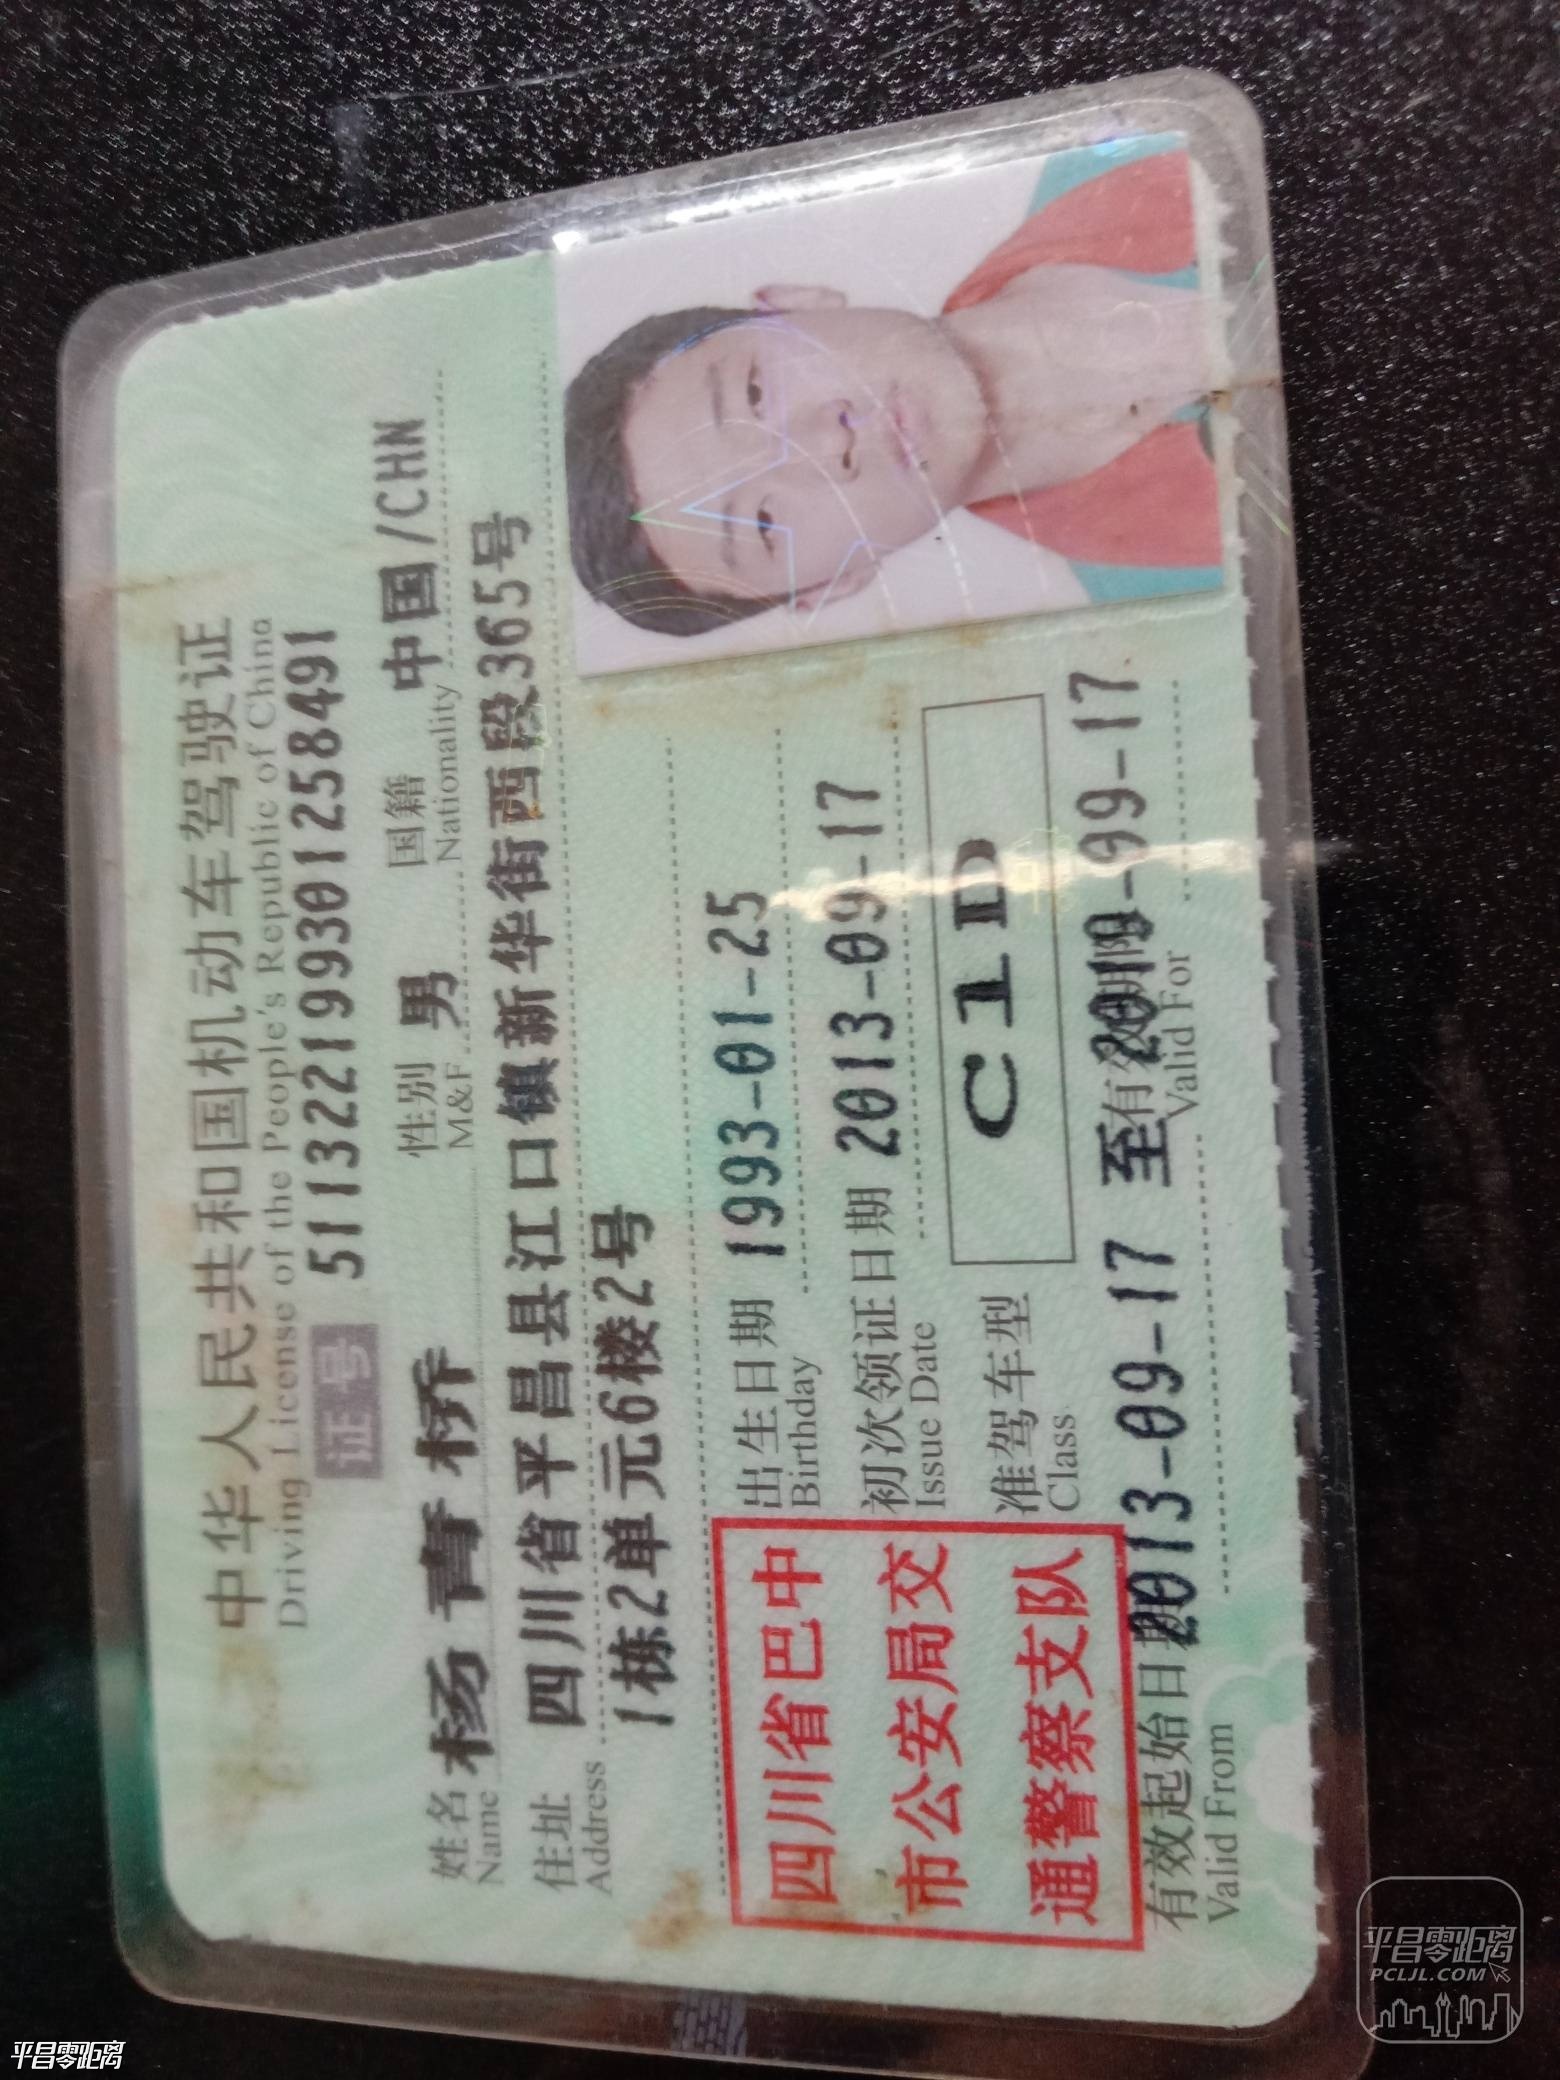 中华人民共和国机动车驾驶证
Driving License of the People's Republic of China
证号 511322199301258491
姓名 杨青桥 性别 男 国籍 中国/CHN
Name M&F Nationality
住址 四川省平昌县江口镇新华街西段365号
Address
1栋2单元6楼2号
出生日期 1993-01-25
Birthday
初次领证日期 2013-09-17
Issue Date
准驾车型 C1D
Class
四川省巴中
市公安局交
通警察支队
有效起始日期 2013-09-17 至有效期限 2019-09-17
Valid From Valid For
平昌零距离
PCLJL.COM
平昌零距离